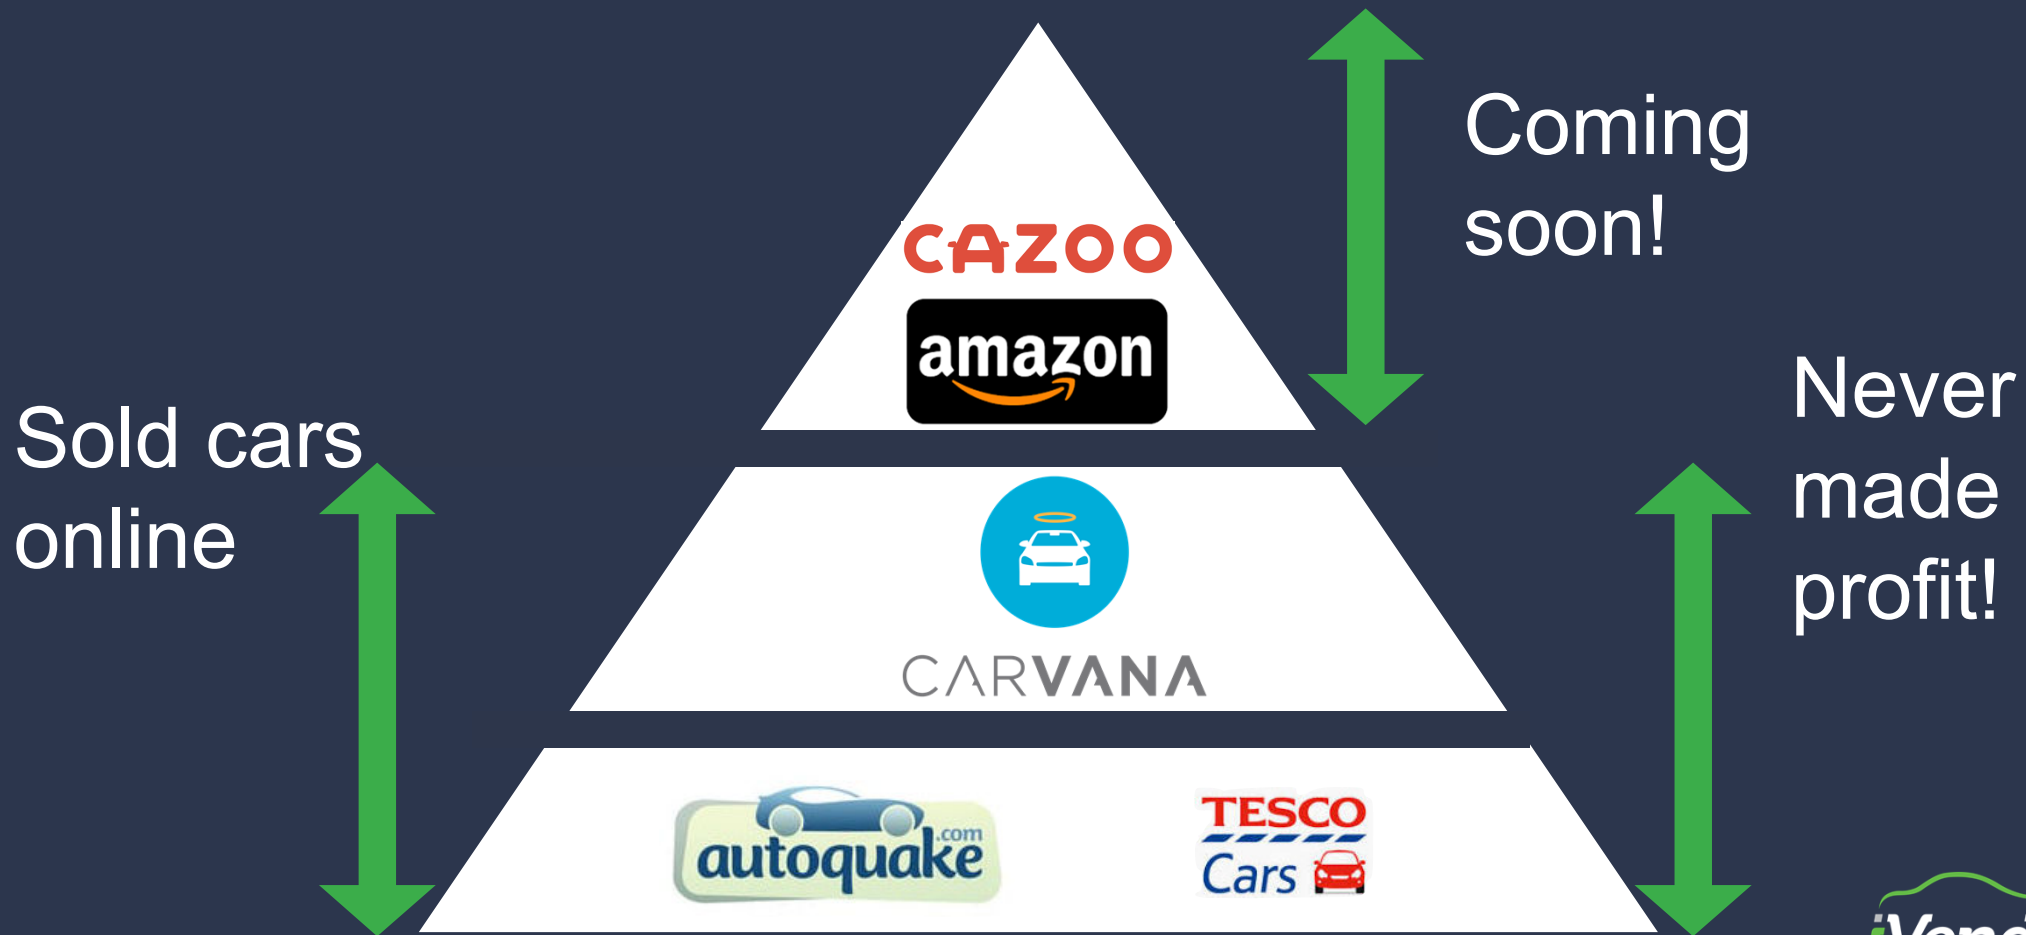 Coming
soon!
CAZOO
amazon
Never
made
profit!
Sold cars
online
CARVANA
autoquake
.com
TESCO
Cars